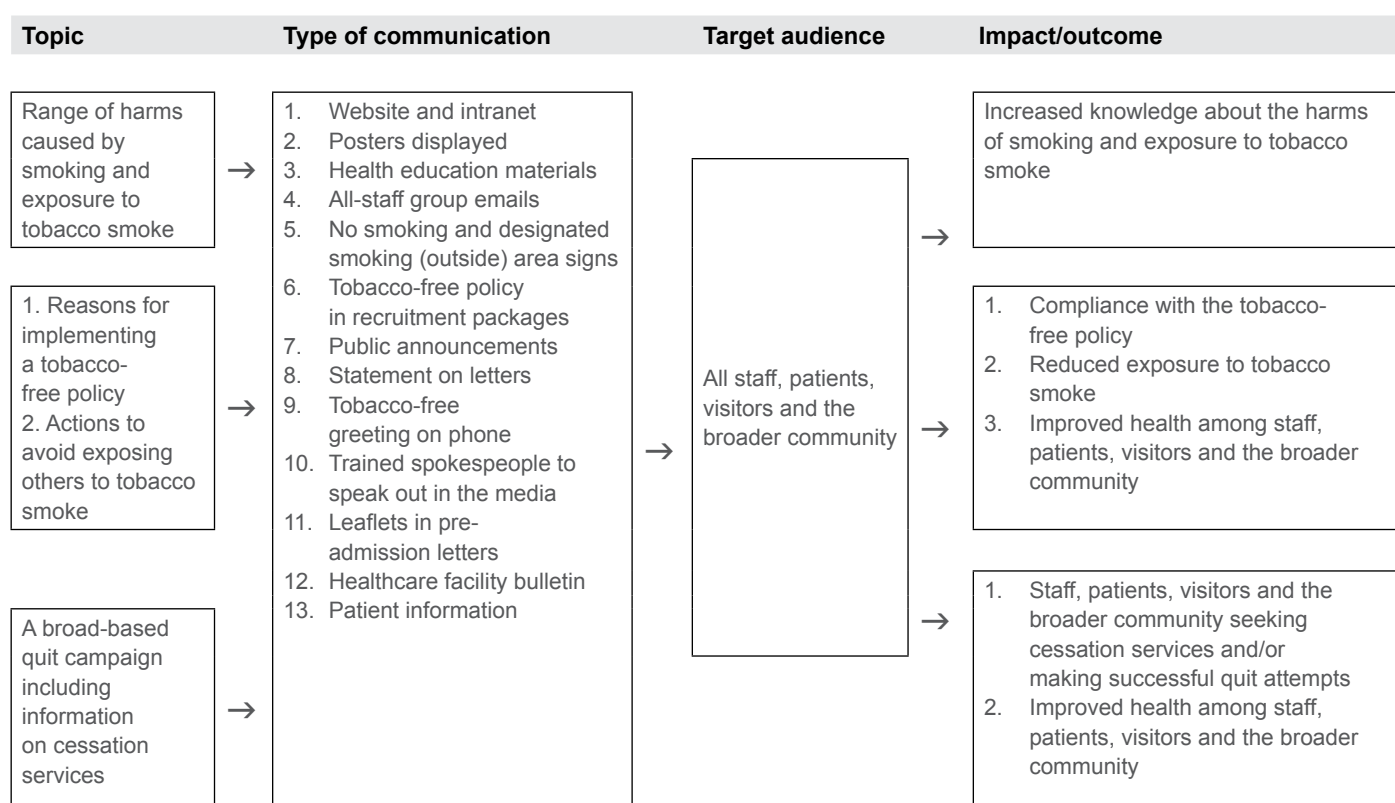 Topic
Type of communication
Target audience
Impact/outcome
Range of harms
caused by
smoking and
exposure to
tobacco smoke
→
1. Reasons for
implementing
a tobacco-
free policy
2. Actions to
avoid exposing
others to tobacco
smoke
→
A broad-based
quit campaign
including
information
on cessation
services
→
1. Website and intranet
2. Posters displayed
3. Health education materials
4. All-staff group emails
5. No smoking and designated
smoking (outside) area signs
6. Tobacco-free policy
in recruitment packages
7. Public announcements
8. Statement on letters
9. Tobacco-free
greeting on phone
10. Trained spokespeople to
speak out in the media
11. Leaflets in pre-
admission letters
12. Healthcare facility bulletin
13. Patient information
→
All staff, patients,
visitors and the
broader community
→
Increased knowledge about the harms
of smoking and exposure to tobacco
smoke
→
1. Compliance with the tobacco-
free policy
2. Reduced exposure to tobacco
smoke
3. Improved health among staff,
patients, visitors and the broader
community
→
1. Staff, patients, visitors and the
broader community seeking
cessation services and/or
making successful quit attempts
2. Improved health among staff,
patients, visitors and the broader
community